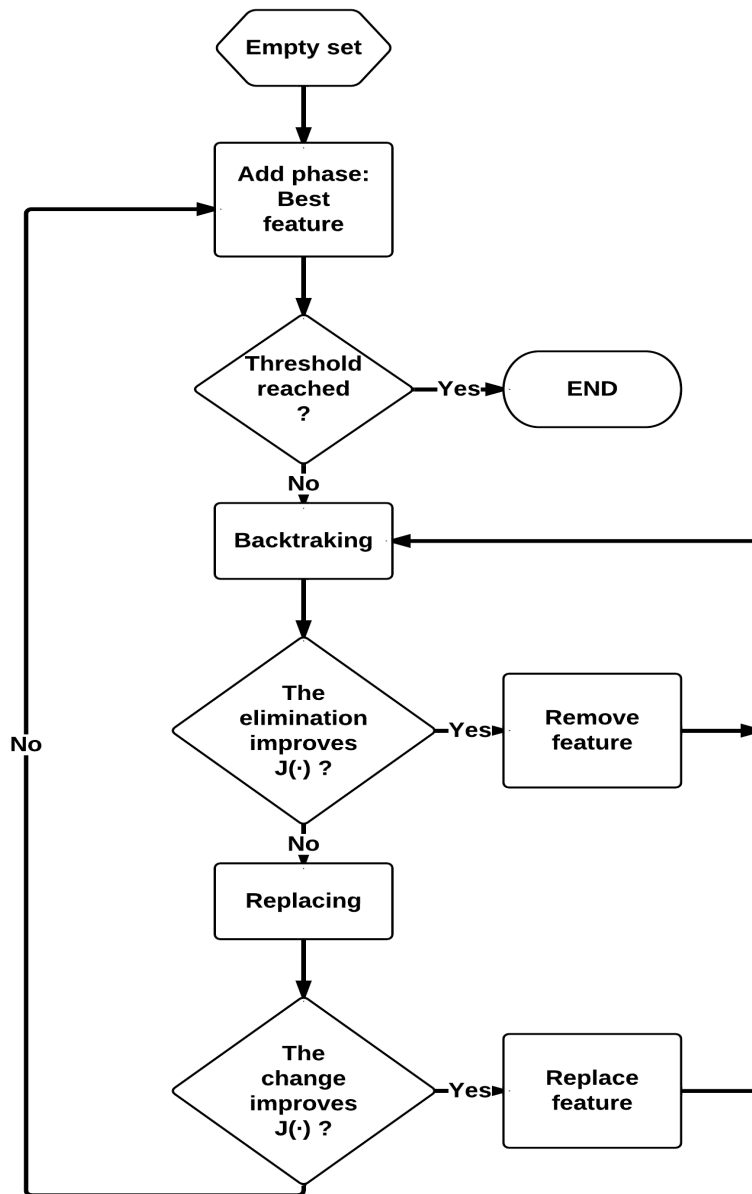 Empty set
Add phase:
Best
feature
Threshold
reached
?
Yes
END
No
Backtraking
The
elimination
improves
J(·) ?
Yes
Remove
feature
No
No
Replacing
The
change
improves
J(·) ?
Yes
Replace
feature